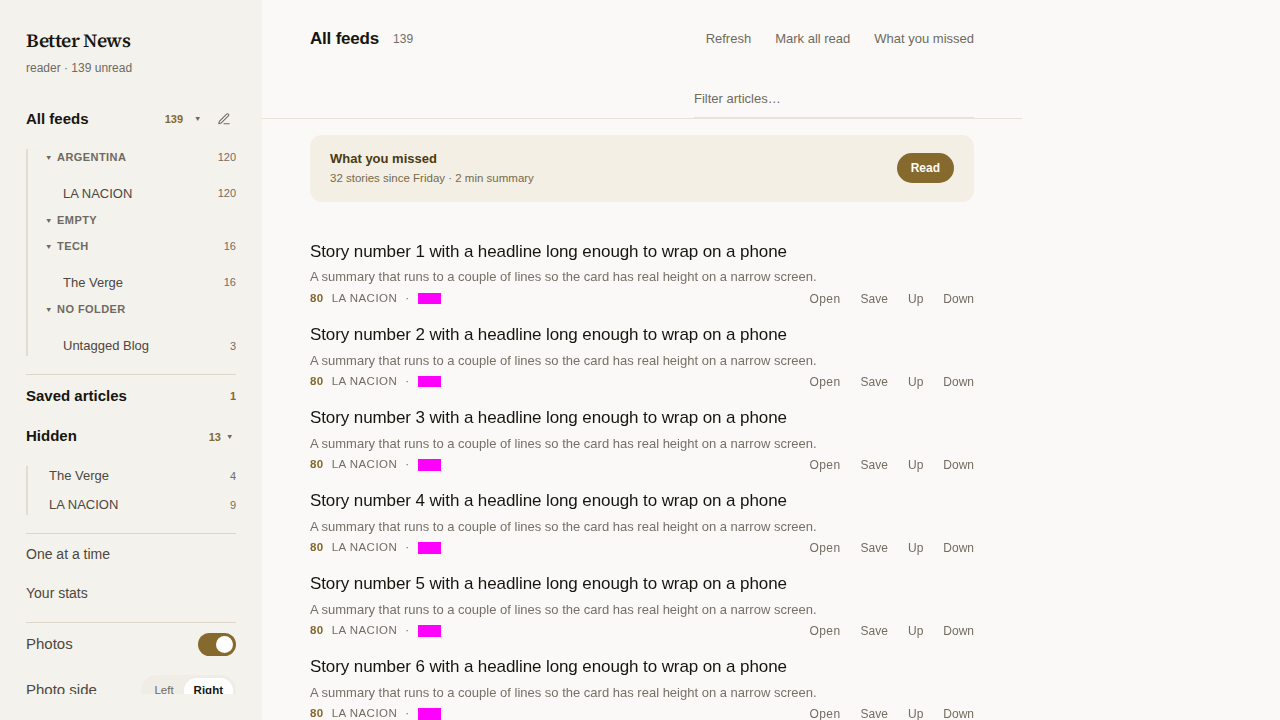 Better News
reader · 139 unread
All feeds 139
ARGENTINA 120
LA NACION 120
EMPTY
TECH 16
The Verge 16
NO FOLDER
Untagged Blog 3
Saved articles 1
Hidden 13
The Verge 4
LA NACION 9
One at a time
Your stats
Photos
Photo side Left Right
All feeds 139 Refresh Mark all read What you missed
Filter articles…
What you missed
32 stories since Friday · 2 min summary
Read
Story number 1 with a headline long enough to wrap on a phone
A summary that runs to a couple of lines so the card has real height on a narrow screen.
80 LA NACION · Open Save Up Down
Story number 2 with a headline long enough to wrap on a phone
A summary that runs to a couple of lines so the card has real height on a narrow screen.
80 LA NACION · Open Save Up Down
Story number 3 with a headline long enough to wrap on a phone
A summary that runs to a couple of lines so the card has real height on a narrow screen.
80 LA NACION · Open Save Up Down
Story number 4 with a headline long enough to wrap on a phone
A summary that runs to a couple of lines so the card has real height on a narrow screen.
80 LA NACION · Open Save Up Down
Story number 5 with a headline long enough to wrap on a phone
A summary that runs to a couple of lines so the card has real height on a narrow screen.
80 LA NACION · Open Save Up Down
Story number 6 with a headline long enough to wrap on a phone
A summary that runs to a couple of lines so the card has real height on a narrow screen.
80 LA NACION · Open Save Up Down